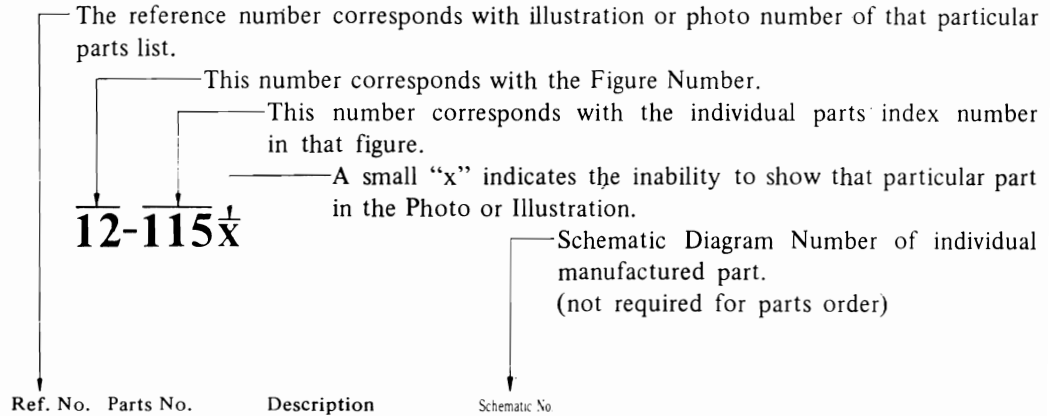 The reference number corresponds with illustration or photo number of that particular
parts list.
This number corresponds with the Figure Number.
This number corresponds with the individual parts index number
in that figure.
A small “x” indicates the inability to show that particular part
in the Photo or Illustration.
12-115x
Schematic Diagram Number of individual
manufactured part.
(not required for parts order)
Ref. No. Parts No. Description Schematic No.